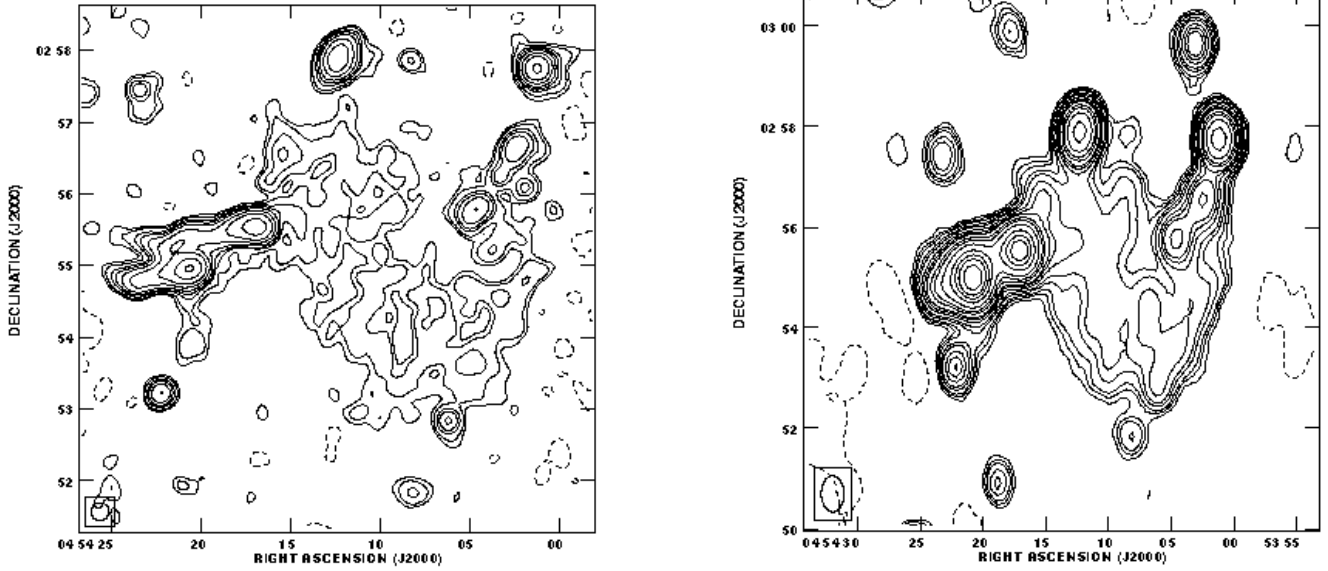 02 58
57
56
55
54
53
52
DECLINATION (J2000)
04 54 25 20 15 10 05 00
RIGHT ASCENSION (J2000)
03 00
02 58
56
54
52
50
DECLINATION (J2000)
04 54 30 25 20 15 10 05 00 53 55
RIGHT ASCENSION (J2000)